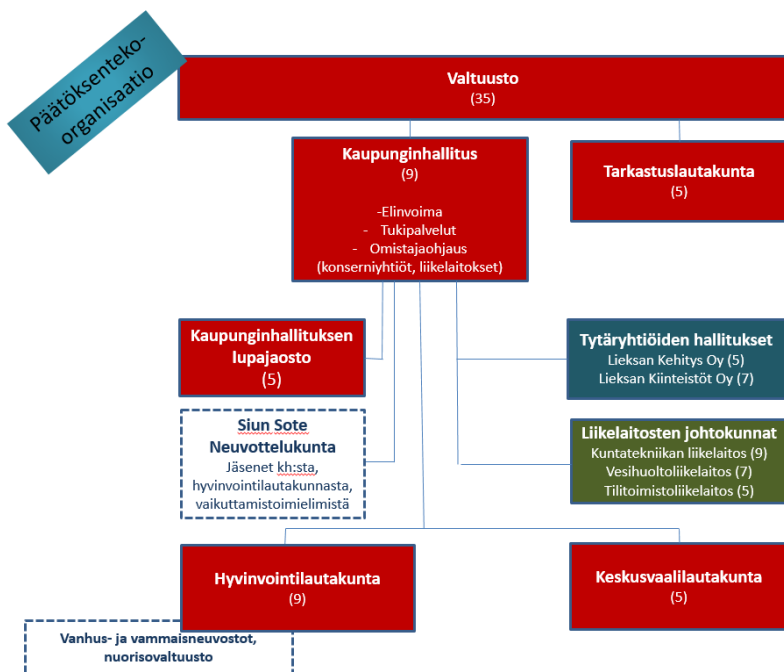 Päätöksenteko-
organisaatio
Valtuusto
(35)
Kaupunginhallitus
(9)
-Elinvoima
- Tukipalvelut
- Omistajaohjaus
(konserniyhtiöt, liikelaitokset)
Tarkastuslautakunta
(5)
Kaupunginhallituksen
lupajaosto
(5)
Tytäryhtiöiden hallitukset
Lieksan Kehitys Oy (5)
Lieksan Kiinteistöt Oy (7)
Siun Sote
Neuvottelukunta
Jäsenet kh:sta,
hyvinvointilautakunnasta,
vaikuttamistoimielimistä
Liikelaitosten johtokunnat
Kuntatekniikan liikelaitos (9)
Vesihuoltoliikelaitos (7)
Tilitoimistoliikelaitos (5)
Hyvinvointilautakunta
(9)
Keskusvaalilautakunta
(5)
Vanhus- ja vammaisneuvostot,
nuorisovaltuusto